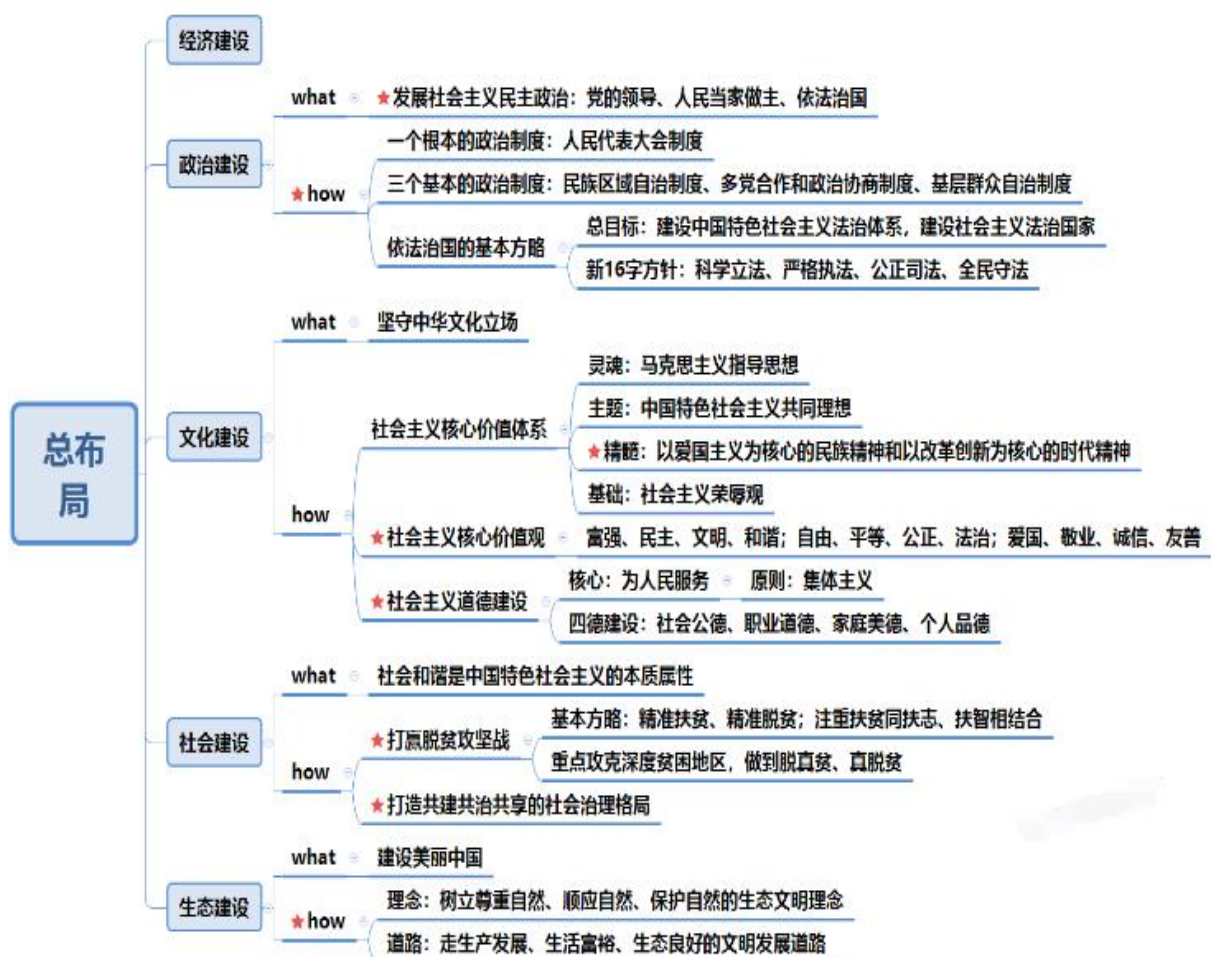 总布局
经济建设
政治建设
what
★发展社会主义民主政治：党的领导、人民当家做主、依法治国
★how
一个根本的政治制度：人民代表大会制度
三个基本的政治制度：民族区域自治制度、多党合作和政治协商制度、基层群众自治制度
依法治国的基本方略
总目标：建设中国特色社会主义法治体系，建设社会主义法治国家
新16字方针：科学立法、严格执法、公正司法、全民守法
文化建设
what
坚守中华文化立场
how
社会主义核心价值体系
灵魂：马克思主义指导思想
主题：中国特色社会主义共同理想
★精髓：以爱国主义为核心的民族精神和以改革创新为核心的时代精神
基础：社会主义荣辱观
★社会主义核心价值观
富强、民主、文明、和谐；自由、平等、公正、法治；爱国、敬业、诚信、友善
★社会主义道德建设
核心：为人民服务
原则：集体主义
四德建设：社会公德、职业道德、家庭美德、个人品德
社会建设
what
社会和谐是中国特色社会主义的本质属性
how
★打赢脱贫攻坚战
基本方略：精准扶贫、精准脱贫；注重扶贫同扶志、扶智相结合
重点攻克深度贫困地区，做到脱真贫、真脱贫
★打造共建共治共享的社会治理格局
生态建设
what
建设美丽中国
★how
理念：树立尊重自然、顺应自然、保护自然的生态文明理念
道路：走生产发展、生活富裕、生态良好的文明发展道路